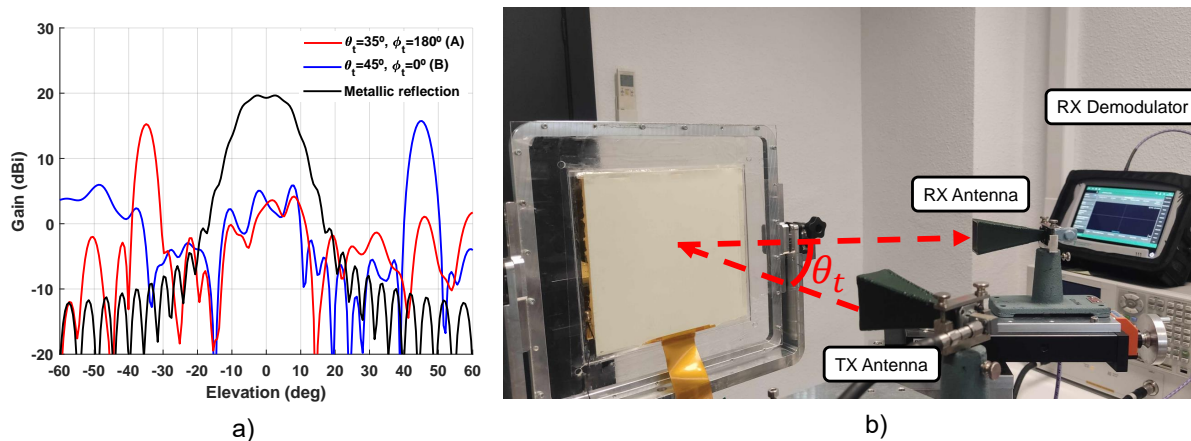 30
20
10
0
-10
-20
Gain (dBi)
θt=35º, ϕt=180º (A)
θt=45º, ϕt=0º (B)
Metallic reflection
-60 -50 -40 -30 -20 -10 0 10 20 30 40 50 60
Elevation (deg)
a)
RX Demodulator
RX Antenna
θt
TX Antenna
b)